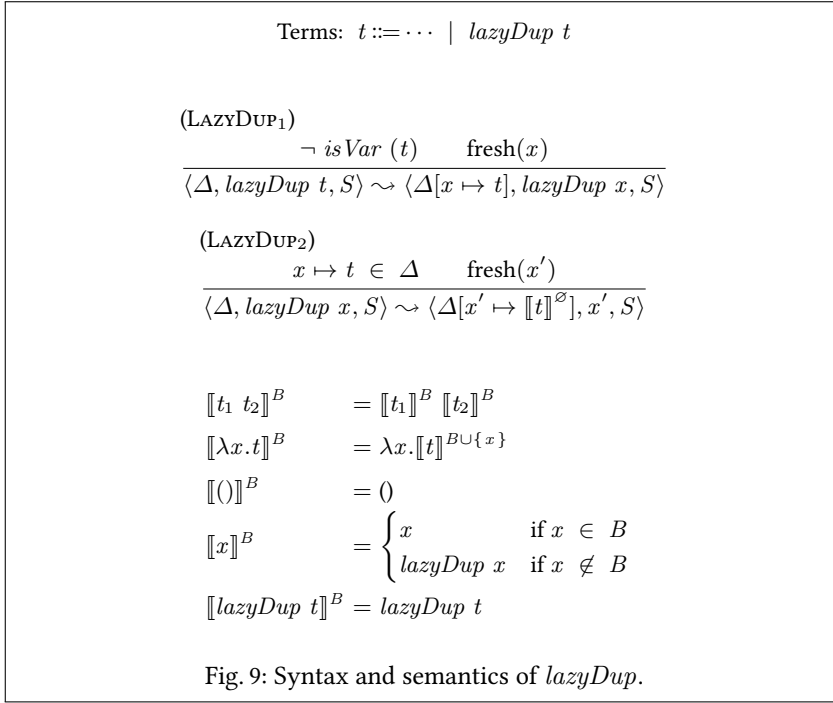 Terms: t ::= ⋯ | lazyDup t
(LazyDup₁)
¬ isVar (t) fresh(x)
⟨Δ, lazyDup t, S⟩ ⇝ ⟨Δ[x ↦ t], lazyDup x, S⟩
(LazyDup₂)
x ↦ t ∈ Δ fresh(x′)
⟨Δ, lazyDup x, S⟩ ⇝ ⟨Δ[x′ ↦ ⟦t⟧^∅], x′, S⟩
⟦t₁ t₂⟧^B = ⟦t₁⟧^B ⟦t₂⟧^B
⟦λx.t⟧^B = λx.⟦t⟧^{B∪{x}}
⟦()⟧^B = ()
⟦x⟧^B = { x if x ∈ B
lazyDup x if x ∉ B
⟦lazyDup t⟧^B = lazyDup t
Fig. 9: Syntax and semantics of lazyDup.